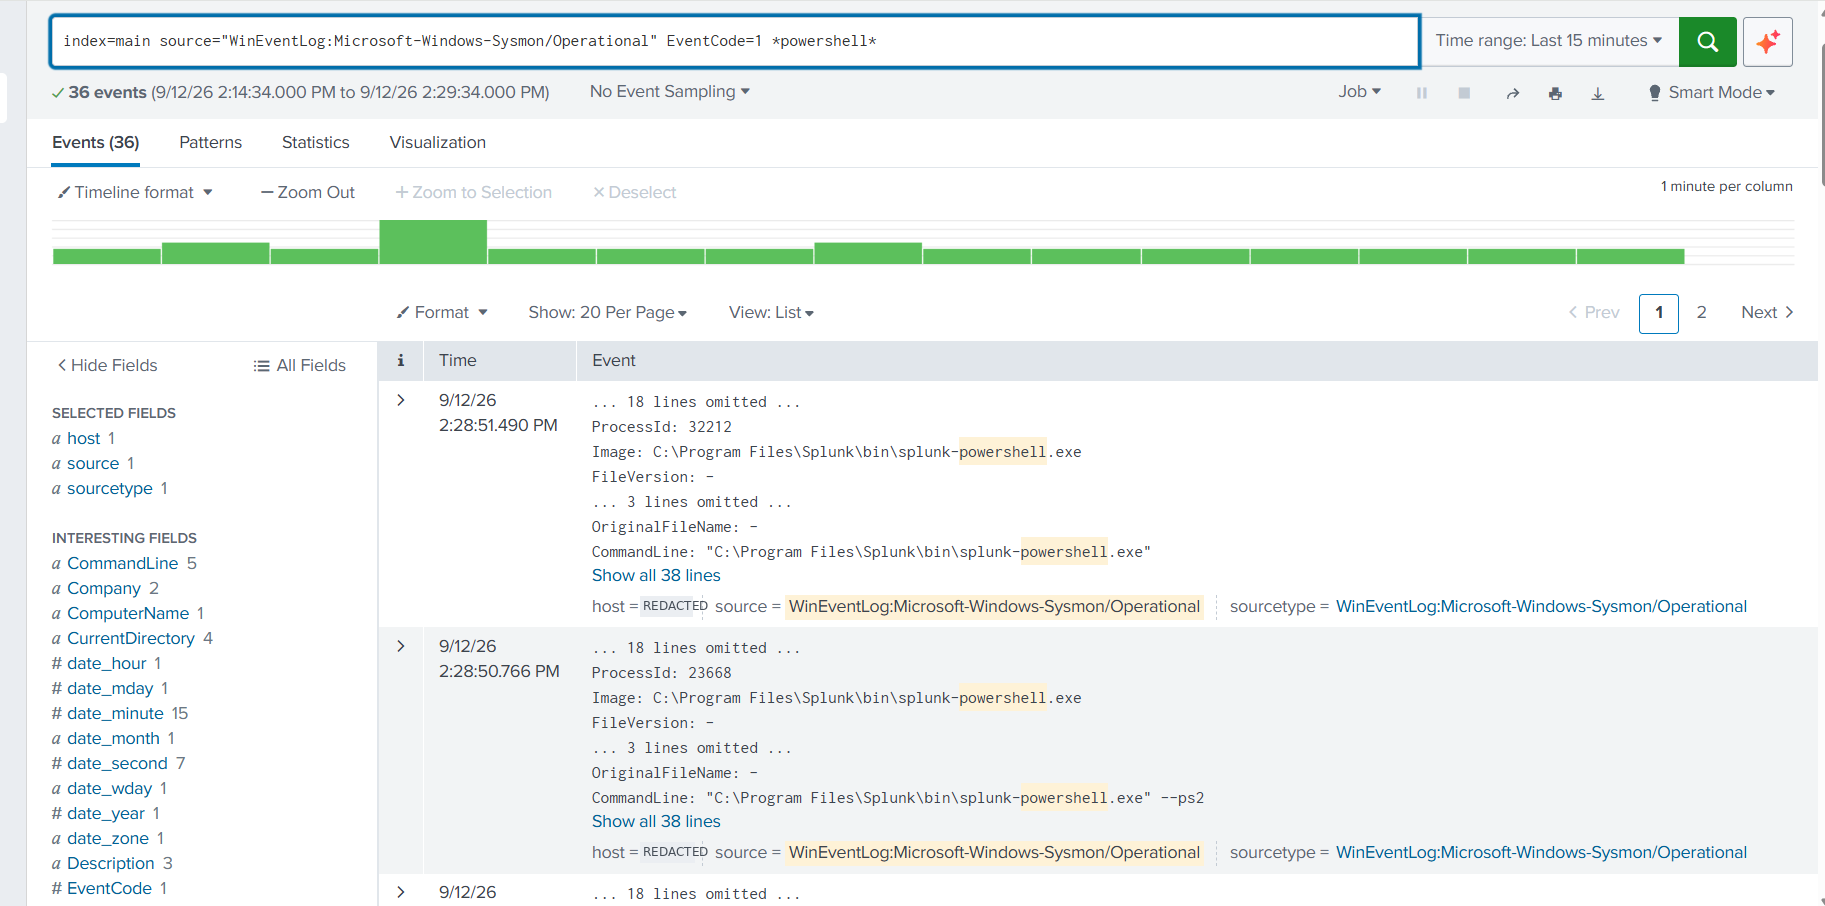 index=main source="WinEventLog:Microsoft-Windows-Sysmon/Operational" EventCode=1 *powershell*
Time range: Last 15 minutes
36 events (9/12/26 2:14:34.000 PM to 9/12/26 2:29:34.000 PM)
No Event Sampling
Job
Smart Mode
Events (36)
Patterns
Statistics
Visualization
Timeline format
Zoom Out
Zoom to Selection
Deselect
1 minute per column
Format
Show: 20 Per Page
View: List
Prev
1
2
Next
Hide Fields
All Fields
SELECTED FIELDS
a host 1
a source 1
a sourcetype 1
INTERESTING FIELDS
a CommandLine 5
a Company 2
a ComputerName 1
a CurrentDirectory 4
# date_hour 1
# date_mday 1
# date_minute 15
a date_month 1
# date_second 7
a date_wday 1
# date_year 1
a date_zone 1
a Description 3
# EventCode 1
i
Time
Event
9/12/26
2:28:51.490 PM
... 18 lines omitted ...
ProcessId: 32212
Image: C:\Program Files\Splunk\bin\splunk-powershell.exe
FileVersion: -
... 3 lines omitted ...
OriginalFileName: -
CommandLine: "C:\Program Files\Splunk\bin\splunk-powershell.exe"
Show all 38 lines
host = REDACTED source = WinEventLog:Microsoft-Windows-Sysmon/Operational sourcetype = WinEventLog:Microsoft-Windows-Sysmon/Operational
9/12/26
2:28:50.766 PM
... 18 lines omitted ...
ProcessId: 23668
Image: C:\Program Files\Splunk\bin\splunk-powershell.exe
FileVersion: -
... 3 lines omitted ...
OriginalFileName: -
CommandLine: "C:\Program Files\Splunk\bin\splunk-powershell.exe" --ps2
Show all 38 lines
host = REDACTED source = WinEventLog:Microsoft-Windows-Sysmon/Operational sourcetype = WinEventLog:Microsoft-Windows-Sysmon/Operational
9/12/26
... 18 lines omitted ...